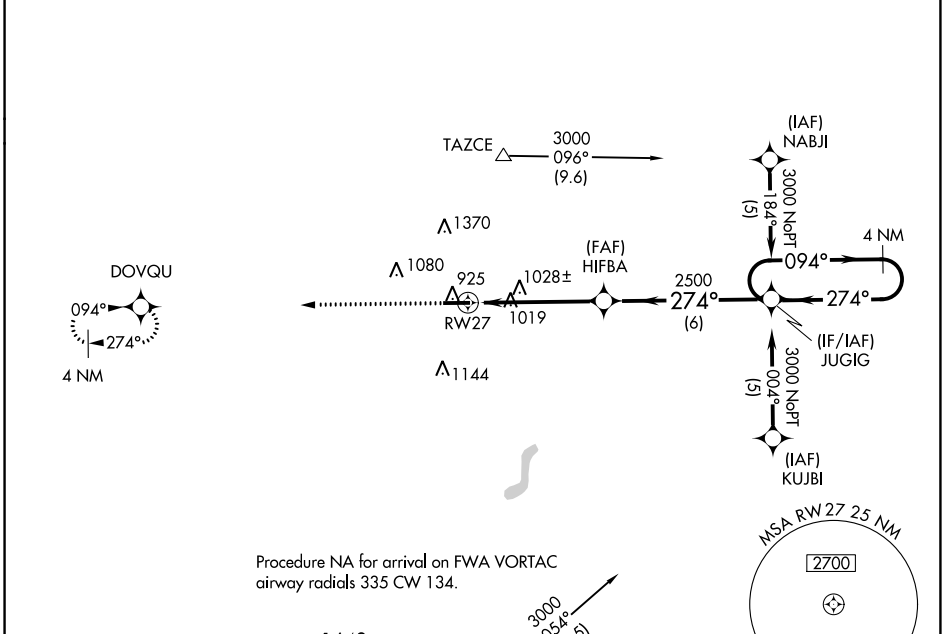 (IAF)
NABJI
TAZCE
3000
096°
(9.6)
3000 NoPT
184°
(5)
1370
4 NM
094°
DOVQU
1080
925
1028±
(FAF)
HIFBA
2500
274°
(6)
274°
094°
274°
4 NM
RW27
1019
(IF/IAF)
JUGIG
1144
3000 NoPT
004°
(5)
(IAF)
KUJBI
MSA RW27 25 NM
2700
Procedure NA for arrival on FWA VORTAC
airway radials 335 CW 134.
3000
054°